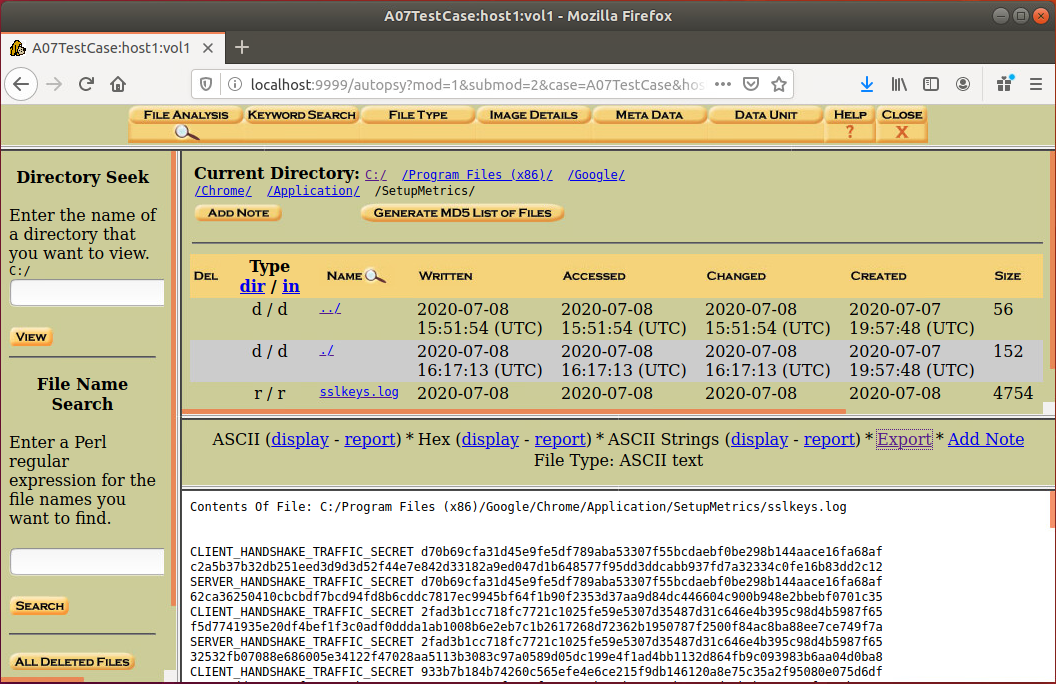 A07TestCase:host1:vol1 - Mozilla Firefox
A07TestCase:host1:vol1
localhost:9999/autopsy?mod=1&submod=2&case=A07TestCase&hos
FILE ANALYSIS KEYWORD SEARCH FILE TYPE IMAGE DETAILS META DATA DATA UNIT HELP CLOSE
? X
Directory Seek
Enter the name of
a directory that
you want to view.
C:/
VIEW
File Name
Search
Enter a Perl
regular
expression for the
file names you
want to find.
SEARCH
ALL DELETED FILES
Current Directory: C:/ /Program Files (x86)/ /Google/
/Chrome/ /Application/ /SetupMetrics/
ADD NOTE GENERATE MD5 LIST OF FILES
DEL Type dir / in NAME WRITTEN ACCESSED CHANGED CREATED SIZE
d / d ../ 2020-07-08 2020-07-08 2020-07-08 2020-07-07 56
15:51:54 (UTC) 15:51:54 (UTC) 15:51:54 (UTC) 19:57:48 (UTC)
d / d ./ 2020-07-08 2020-07-08 2020-07-08 2020-07-07 152
16:17:13 (UTC) 16:17:13 (UTC) 16:17:13 (UTC) 19:57:48 (UTC)
r / r sslkeys.log 2020-07-08 2020-07-08 2020-07-08 2020-07-08 4754
ASCII (display - report) * Hex (display - report) * ASCII Strings (display - report) * Export * Add Note
File Type: ASCII text
Contents Of File: C:/Program Files (x86)/Google/Chrome/Application/SetupMetrics/sslkeys.log
CLIENT_HANDSHAKE_TRAFFIC_SECRET d70b69cfa31d45e9fe5df789aba53307f55bcdaebf0be298b144aace16fa68af
c2a5b37b32db251eed3d9d3d52f44e7e842d33182a9ed047d1b648577f95dd3ddcabb937fd7a32334c0fe16b83dd2c12
SERVER_HANDSHAKE_TRAFFIC_SECRET d70b69cfa31d45e9fe5df789aba53307f55bcdaebf0be298b144aace16fa68af
62ca36250410cbcbdf7bcd94fd8b6cddc7817ec9945bf64f1b90f2353d37aa9d84dc446604c900b948e2bbebf0701c35
CLIENT_HANDSHAKE_TRAFFIC_SECRET 2fad3b1cc718fc7721c1025fe59e5307d35487d31c646e4b395c98d4b5987f65
f5d7741935e20df4bef1f3c0adf0ddda1ab1008b6e2eb7c1b2617268d72362b1950787f2500f84ac8ba88ee7ce749f7a
SERVER_HANDSHAKE_TRAFFIC_SECRET 2fad3b1cc718fc7721c1025fe59e5307d35487d31c646e4b395c98d4b5987f65
32532fb07088e686005e34122f47028aa5113b3083c97a0589d05dc199e4f1ad4bb1132d864fb9c093983b6aa04d0ba8
CLIENT_HANDSHAKE_TRAFFIC_SECRET 933b7b184b74260c565efe4e6ce215f9db146120a8e75c35a2f95080e075d6df